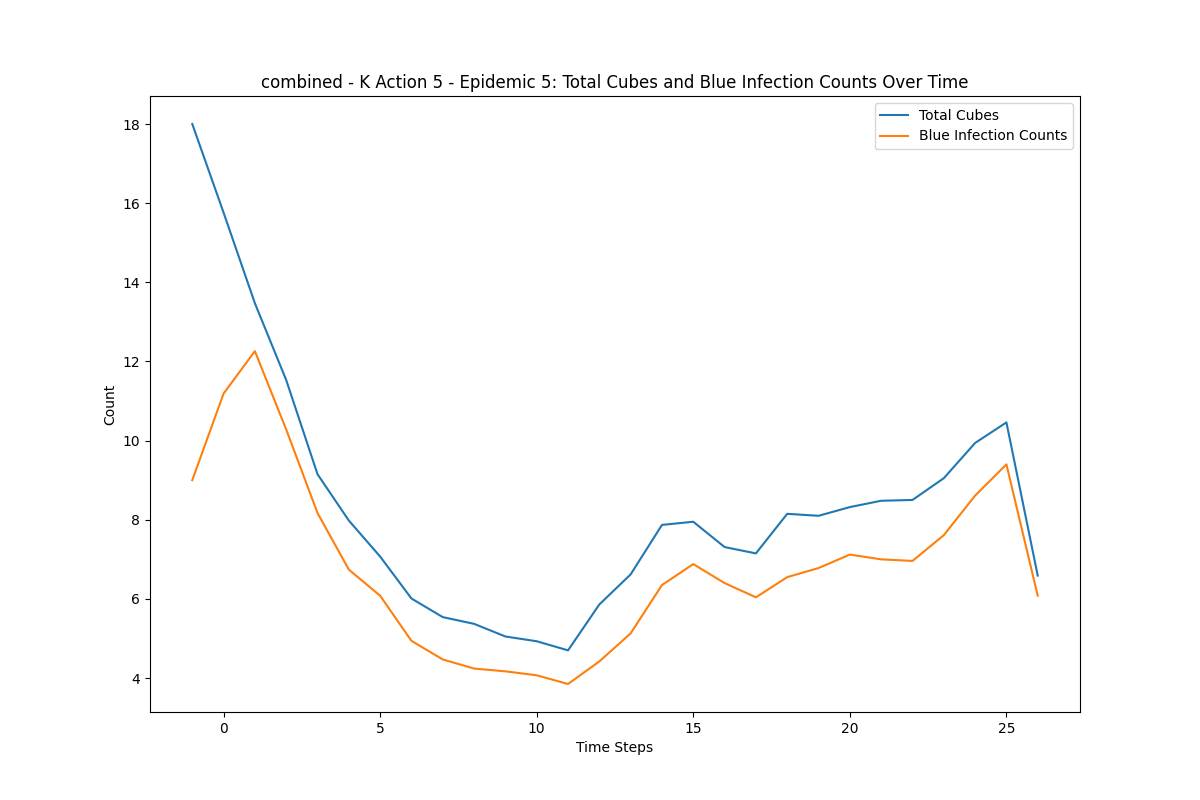 combined - K Action 5 - Epidemic 5: Total Cubes and Blue Infection Counts Over Time
Total Cubes
Blue Infection Counts
18
16
14
12
10
8
6
4
Count
0 5 10 15 20 25
Time Steps